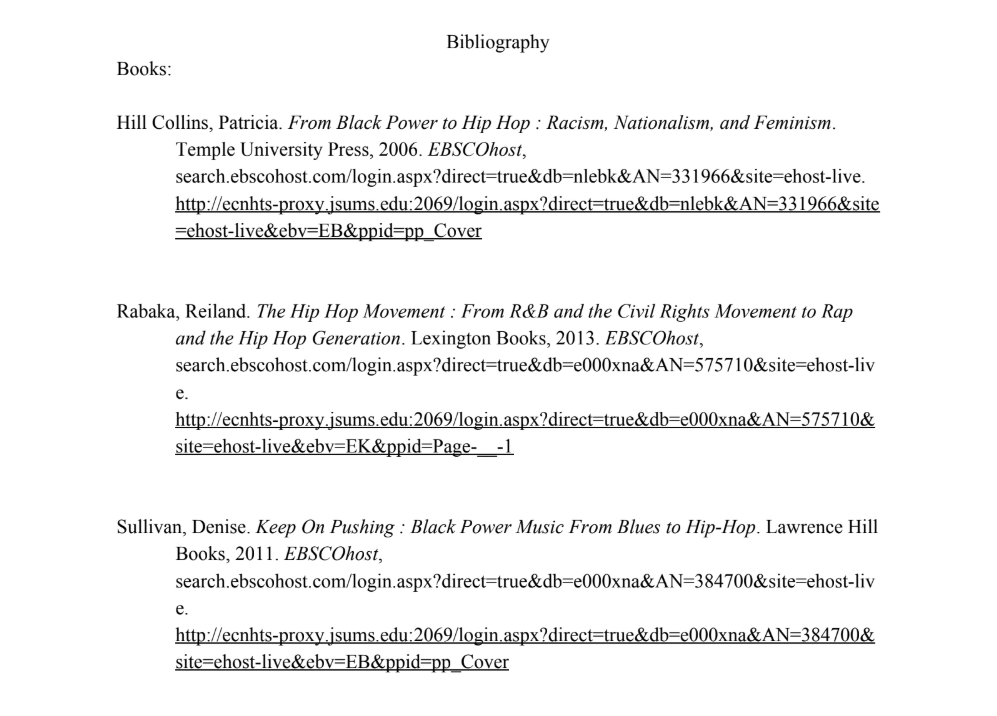 Bibliography
Books:
Hill Collins, Patricia. From Black Power to Hip Hop : Racism, Nationalism, and Feminism.
Temple University Press, 2006. EBSCOhost,
search.ebscohost.com/login.aspx?direct=true&db=nlebk&AN=331966&site=ehost-live.
http://ecnhts-proxy.jsums.edu:2069/login.aspx?direct=true&db=nlebk&AN=331966&site
=ehost-live&ebv=EB&ppid=pp_Cover
Rabaka, Reiland. The Hip Hop Movement : From R&B and the Civil Rights Movement to Rap
and the Hip Hop Generation. Lexington Books, 2013. EBSCOhost,
search.ebscohost.com/login.aspx?direct=true&db=e000xna&AN=575710&site=ehost-liv
e.
http://ecnhts-proxy.jsums.edu:2069/login.aspx?direct=true&db=e000xna&AN=575710&
site=ehost-live&ebv=EK&ppid=Page-__-1
Sullivan, Denise. Keep On Pushing : Black Power Music From Blues to Hip-Hop. Lawrence Hill
Books, 2011. EBSCOhost,
search.ebscohost.com/login.aspx?direct=true&db=e000xna&AN=384700&site=ehost-liv
e.
http://ecnhts-proxy.jsums.edu:2069/login.aspx?direct=true&db=e000xna&AN=384700&
site=ehost-live&ebv=EB&ppid=pp_Cover